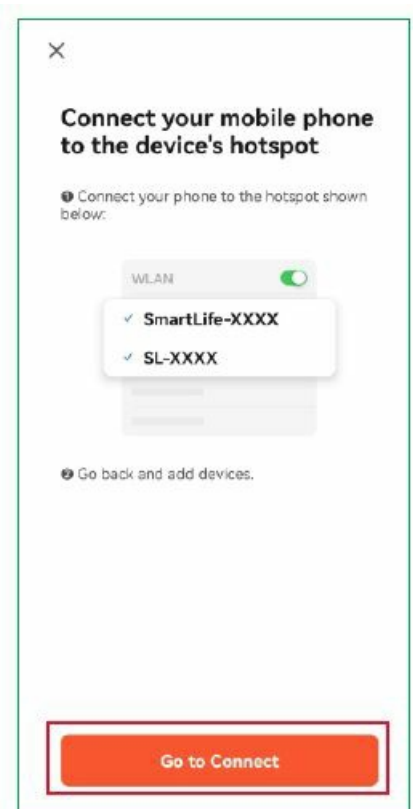 Connect your mobile phone
to the device's hotspot
❶ Connect your phone to the hotspot shown
below:
WLAN
SmartLife-XXXX
SL-XXXX
❷ Go back and add devices.
Go to Connect